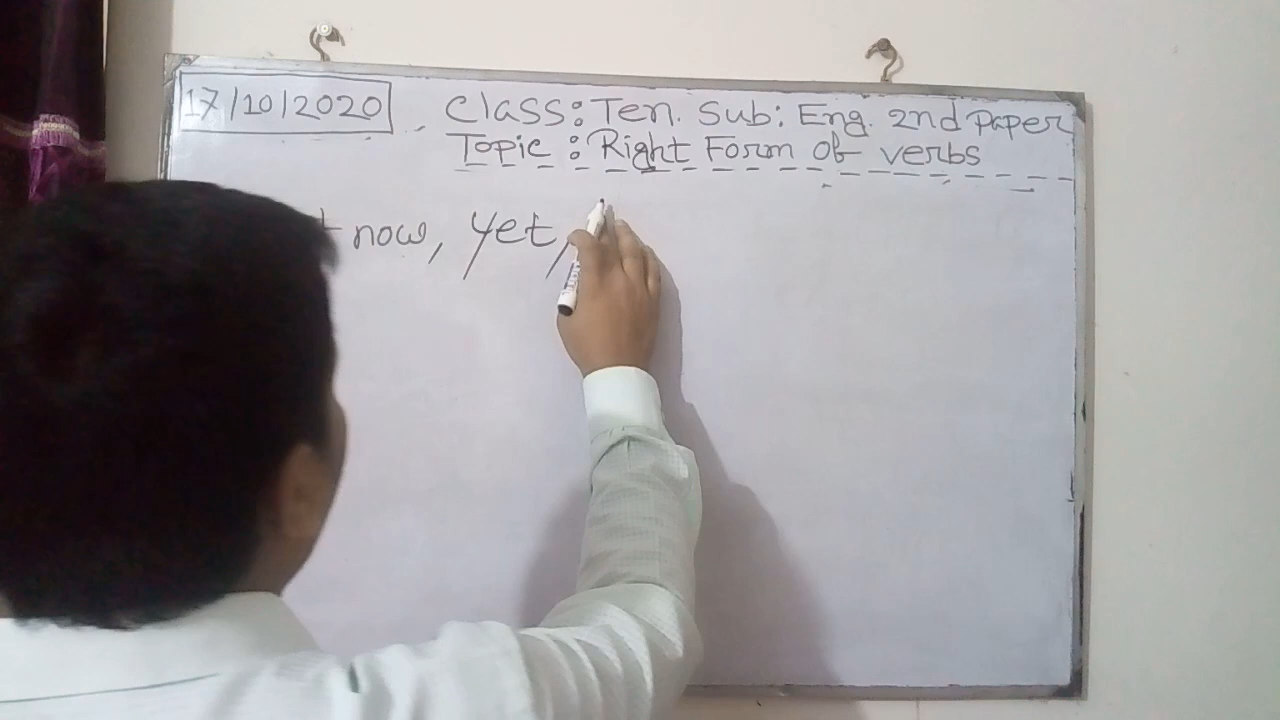 17/10/2020 Class: Ten. Sub: Eng. 2nd Paper
Topic: Right Form Of verbs
now, Yet,